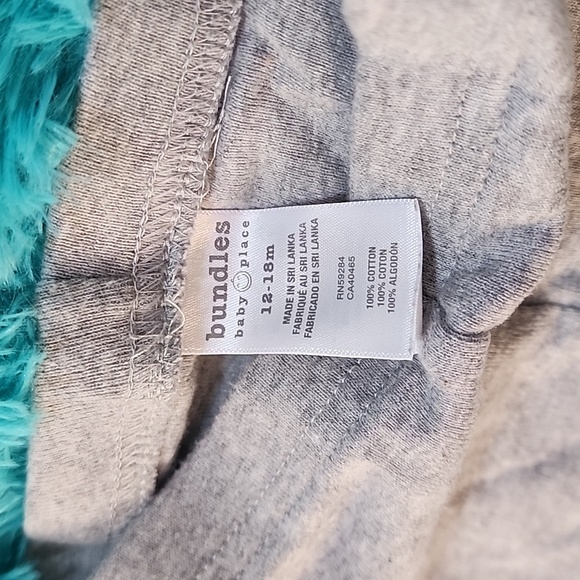 bundles
baby place
12-18m
MADE IN SRI LANKA
FABRIQUÉ AU SRI LANKA
FABRICADO EN SRI LANKA
RN59284
CA40465
100% COTTON
100% COTON
100% ALGODÓN